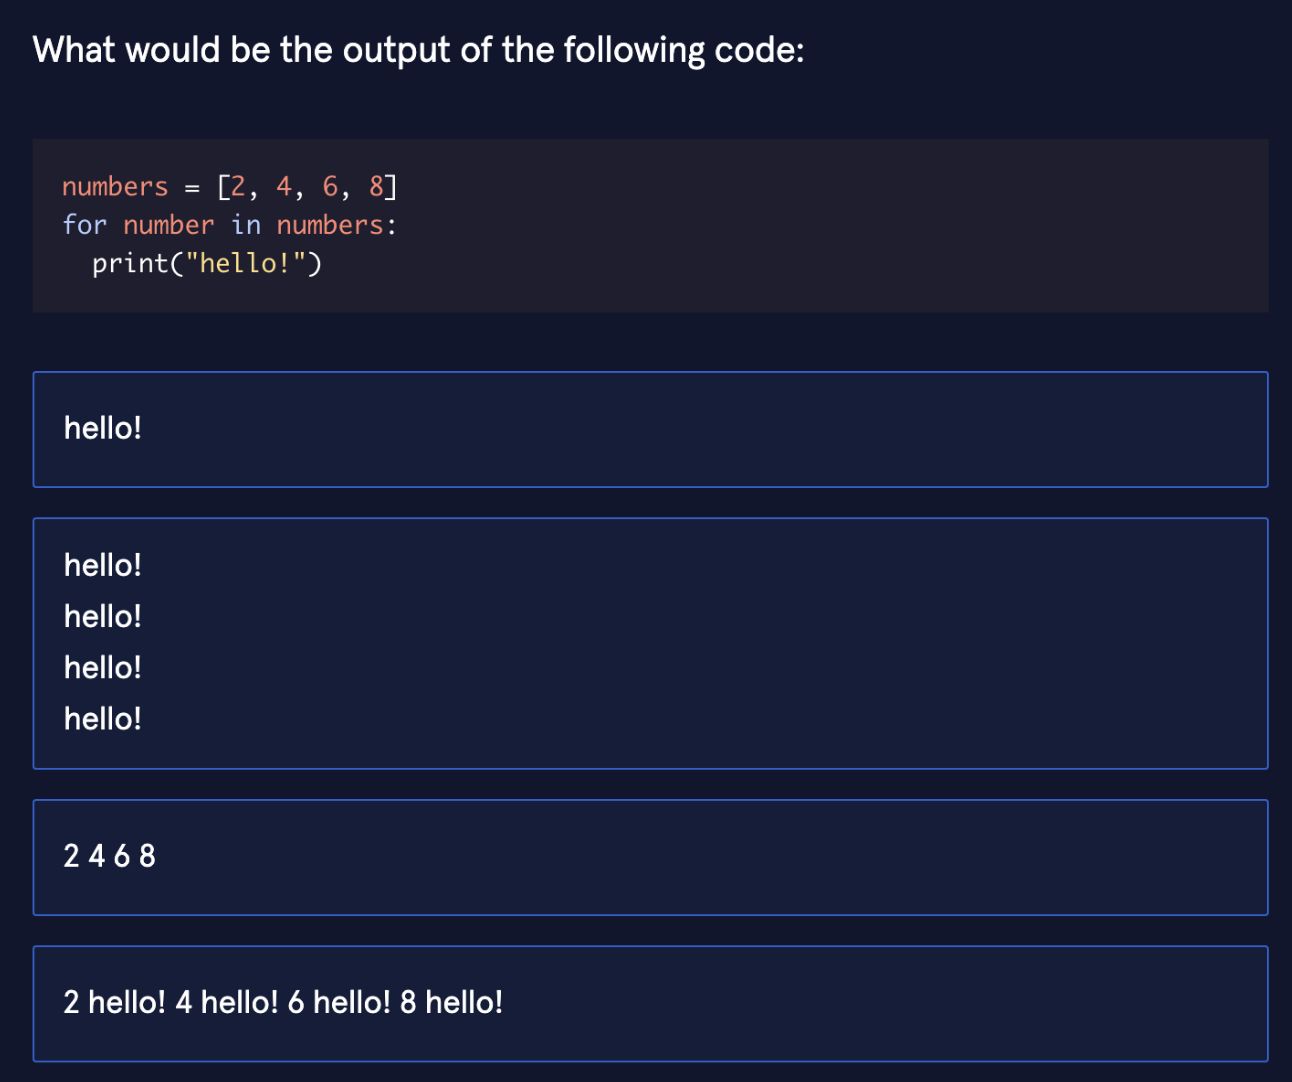 What would be the output of the following code:
numbers = [2, 4, 6, 8]
for number in numbers:
  print("hello!")
hello!
hello!
hello!
hello!
hello!
2 4 6 8
2 hello! 4 hello! 6 hello! 8 hello!